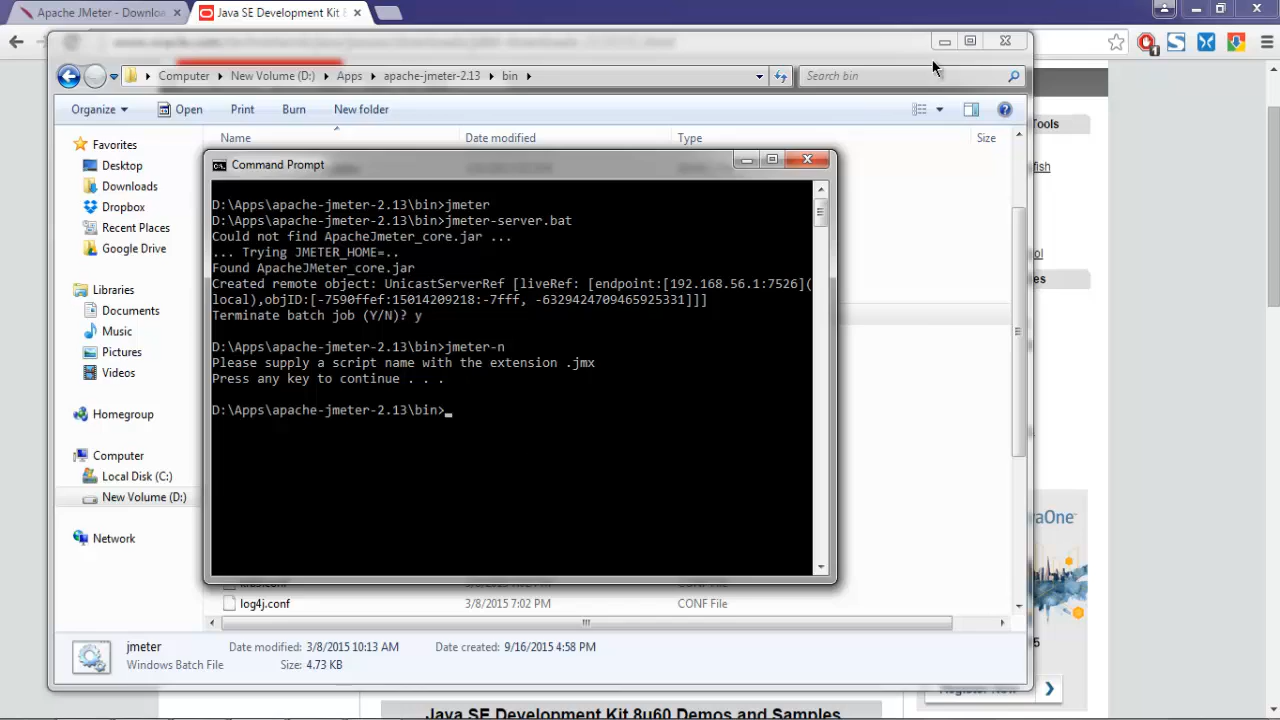 Apache JMeter - Downloa
Java SE Development Kit 8
Computer
New Volume (D:)
Apps
apache-jmeter-2.13
bin
Search bin
Organize
Open
Print
Burn
New folder
Name
Date modified
Type
Size
Favorites
Desktop
Downloads
Dropbox
Recent Places
Google Drive
Libraries
Documents
Music
Pictures
Videos
Homegroup
Computer
Local Disk (C:)
New Volume (D:)
Network
Command Prompt
D:\Apps\apache-jmeter-2.13\bin>jmeter
D:\Apps\apache-jmeter-2.13\bin>jmeter-server.bat
Could not find ApacheJmeter_core.jar ...
... Trying JMETER_HOME=..
Found ApacheJMeter_core.jar
Created remote object: UnicastServerRef [liveRef: [endpoint:[192.168.56.1:7526](
local),objID:[-7590ffef:15014209218:-7fff, -6329424709465925331]]]
Terminate batch job (Y/N)? y
D:\Apps\apache-jmeter-2.13\bin>jmeter-n
Please supply a script name with the extension .jmx
Press any key to continue . . .
D:\Apps\apache-jmeter-2.13\bin>_
log4j.conf
3/8/2015 7:02 PM
CONF File
jmeter
Date modified: 3/8/2015 10:13 AM
Date created: 9/16/2015 4:58 PM
Windows Batch File
Size: 4.73 KB
Tools
fish
ol
es
raOne
5
Java SE Development Kit 8u60 Demos and Samples